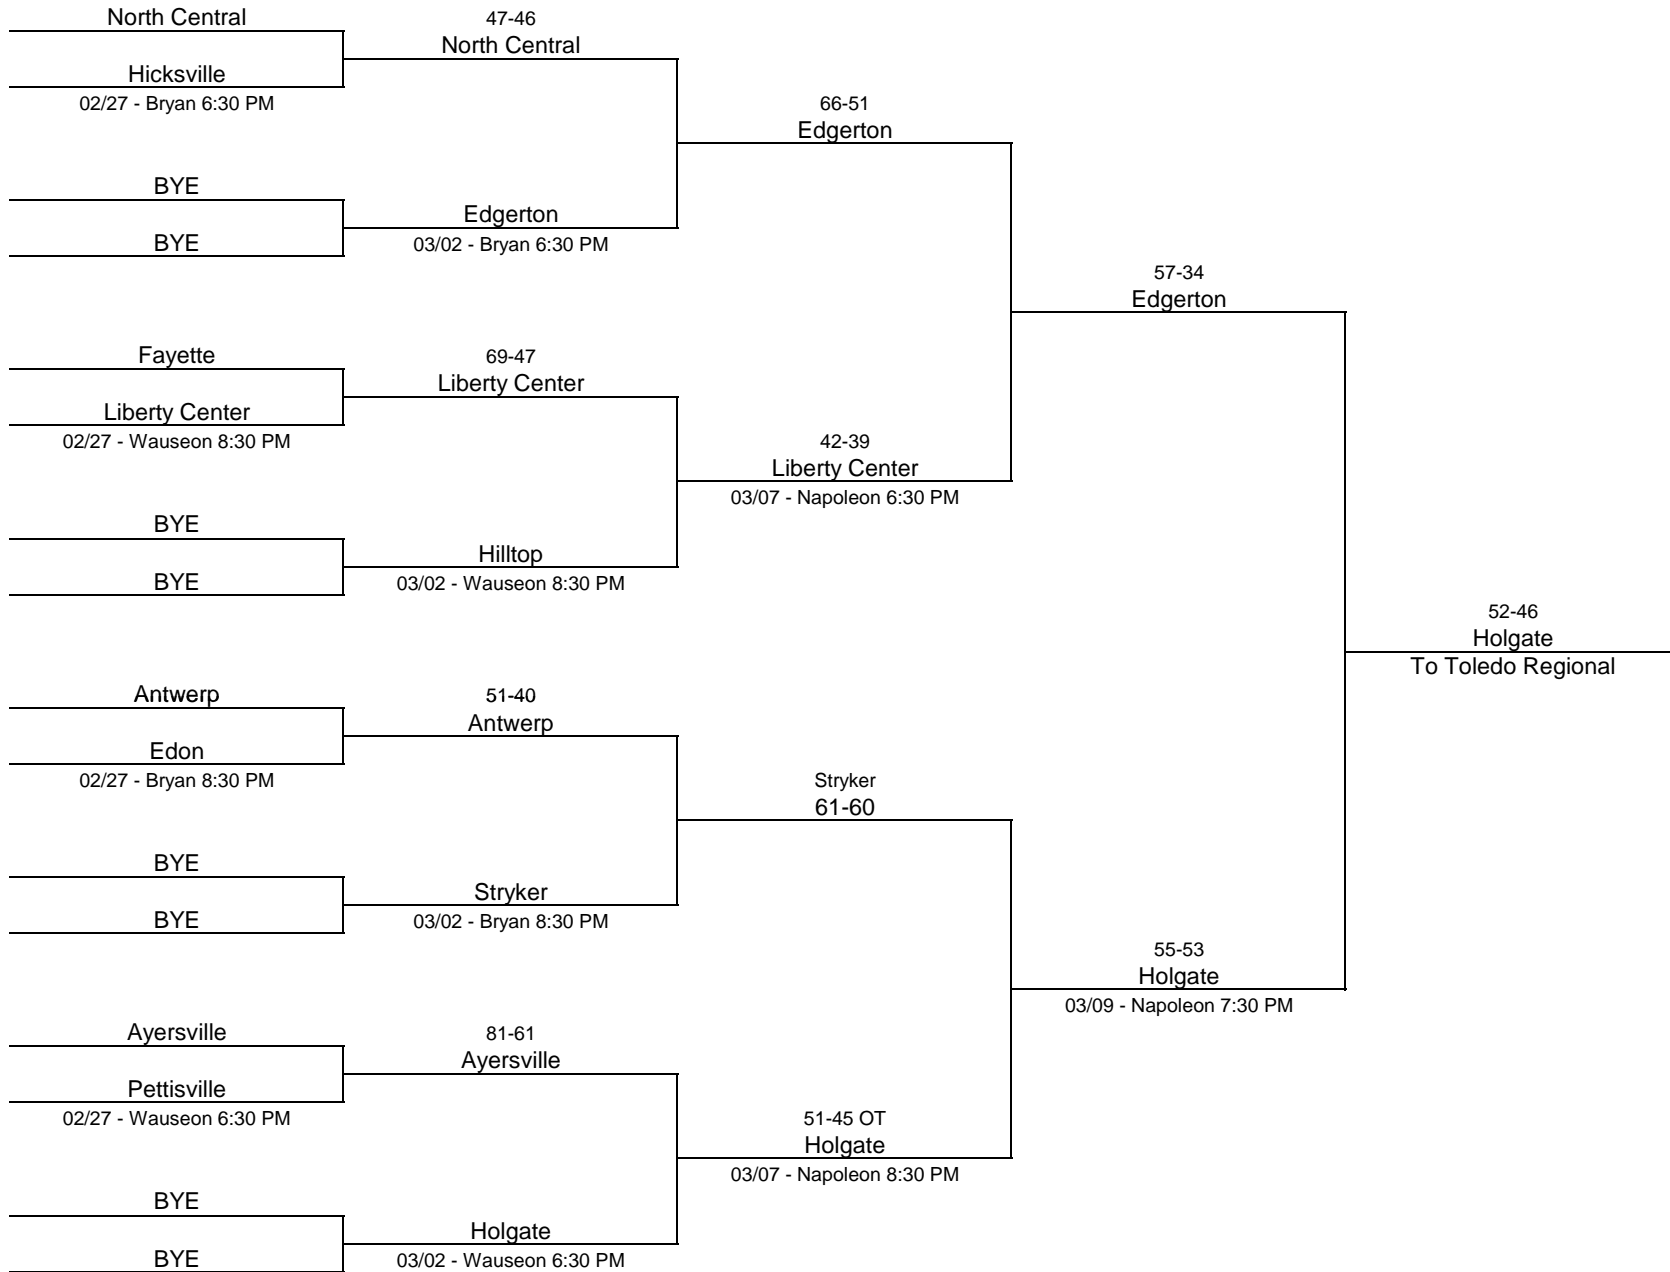 North Central
Hicksville
02/27 - Bryan 6:30 PM
BYE
BYE
Fayette
Liberty Center
02/27 - Wauseon 8:30 PM
BYE
BYE
Antwerp
Edon
02/27 - Bryan 8:30 PM
BYE
BYE
Ayersville
Pettisville
02/27 - Wauseon 6:30 PM
BYE
BYE
47-46
North Central
Edgerton
03/02 - Bryan 6:30 PM
69-47
Liberty Center
Hilltop
03/02 - Wauseon 8:30 PM
51-40
Antwerp
Stryker
03/02 - Bryan 8:30 PM
81-61
Ayersville
Holgate
03/02 - Wauseon 6:30 PM
66-51
Edgerton
42-39
Liberty Center
03/07 - Napoleon 6:30 PM
Stryker
61-60
51-45 OT
Holgate
03/07 - Napoleon 8:30 PM
57-34
Edgerton
55-53
Holgate
03/09 - Napoleon 7:30 PM
52-46
Holgate
To Toledo Regional